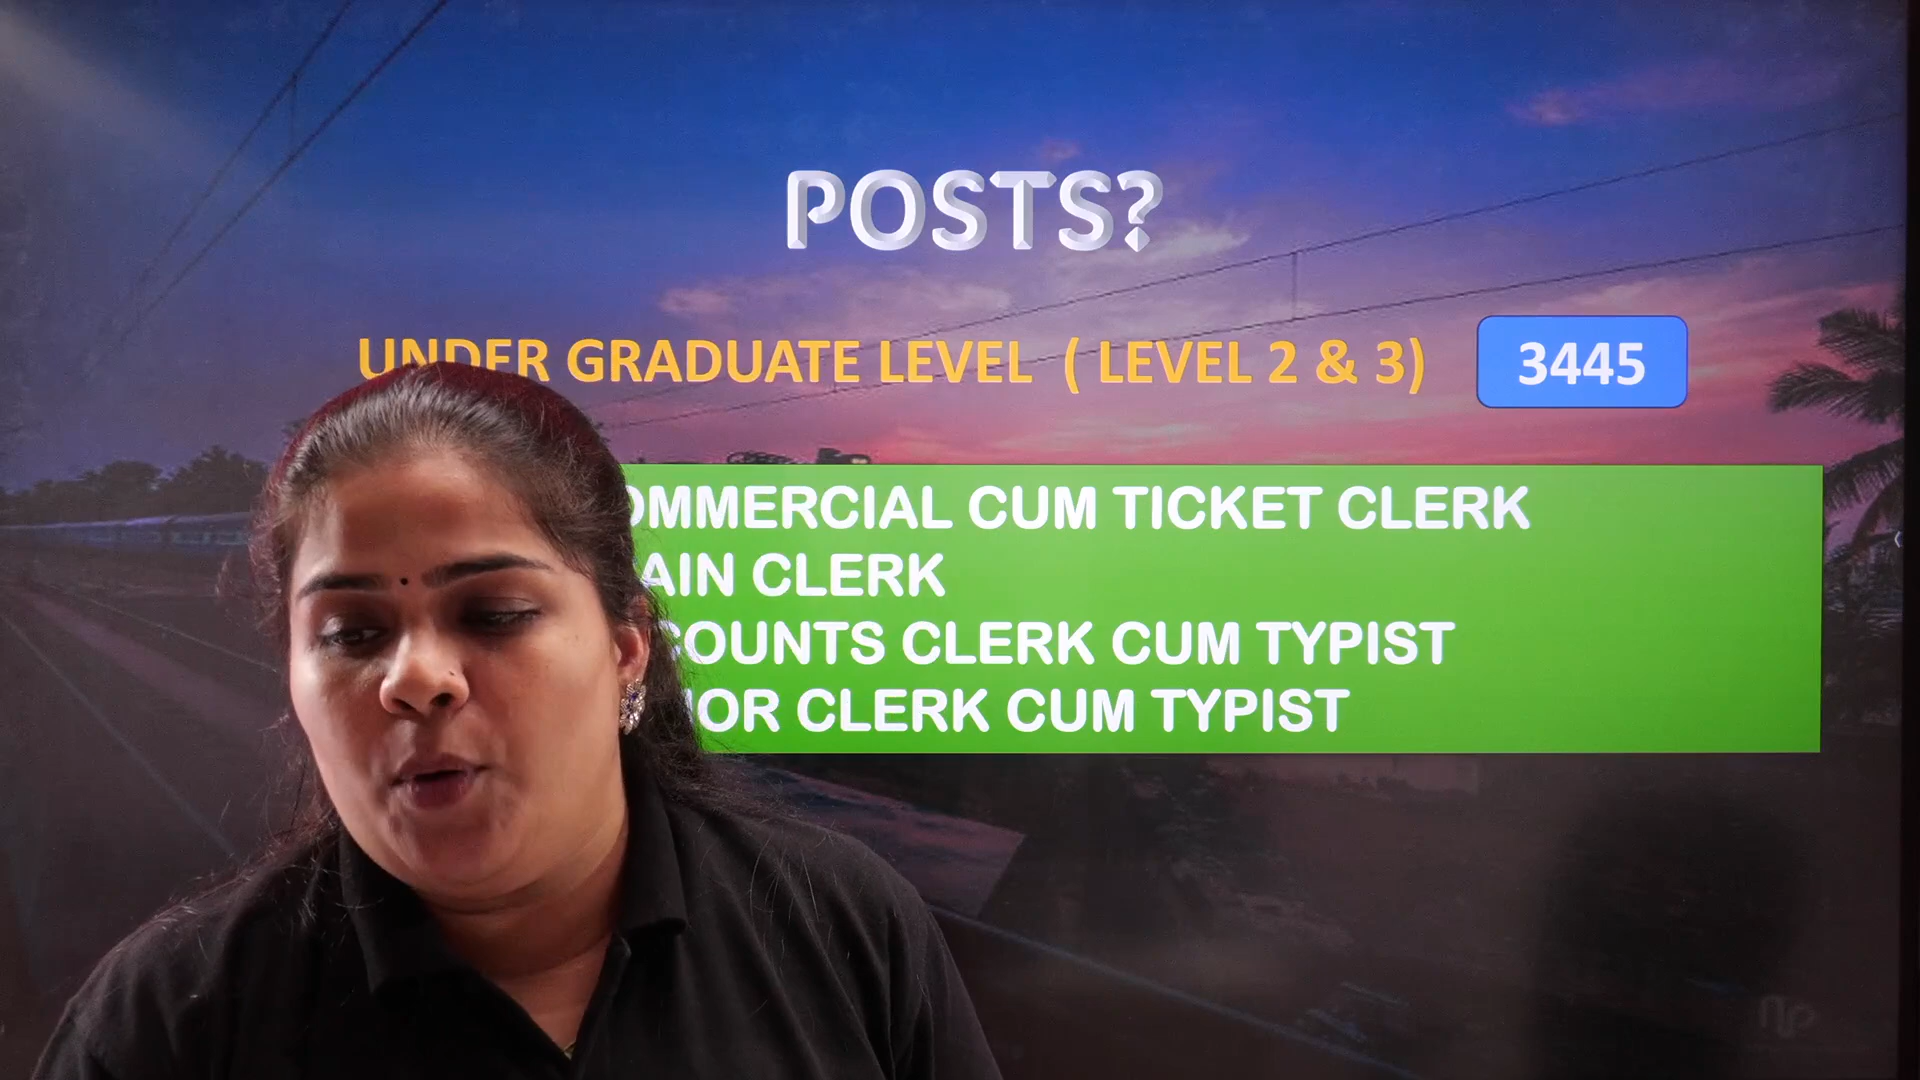 POSTS?
UNDER GRADUATE LEVEL ( LEVEL 2 & 3)
3445
OMMERCIAL CUM TICKET CLERK
AIN CLERK
COUNTS CLERK CUM TYPIST
IOR CLERK CUM TYPIST